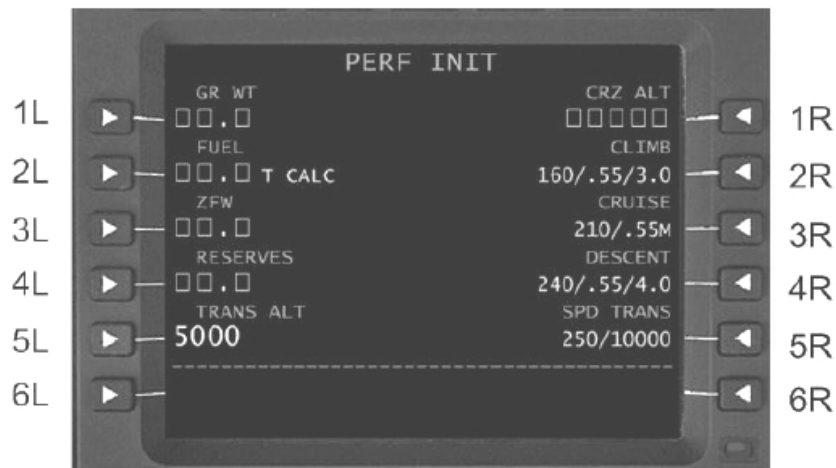 PERF INIT
GR WT CRZ ALT
1L □□.□ □□□□□ 1R
FUEL CLIMB
2L □□.□ T CALC 160/.55/3.0 2R
ZFW CRUISE
3L □□.□ 210/.55M 3R
RESERVES DESCENT
4L □□.□ 240/.55/4.0 4R
TRANS ALT SPD TRANS
5L 5000 250/10000 5R
6L 6R